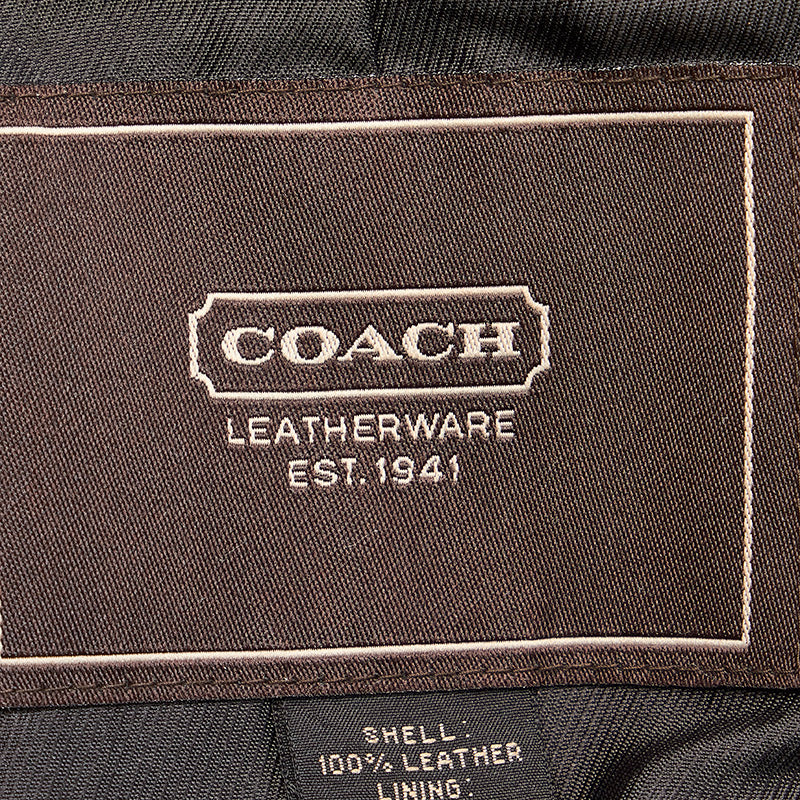 COACH
LEATHERWARE
EST. 1941
SHELL:
100% LEATHER
LINING: